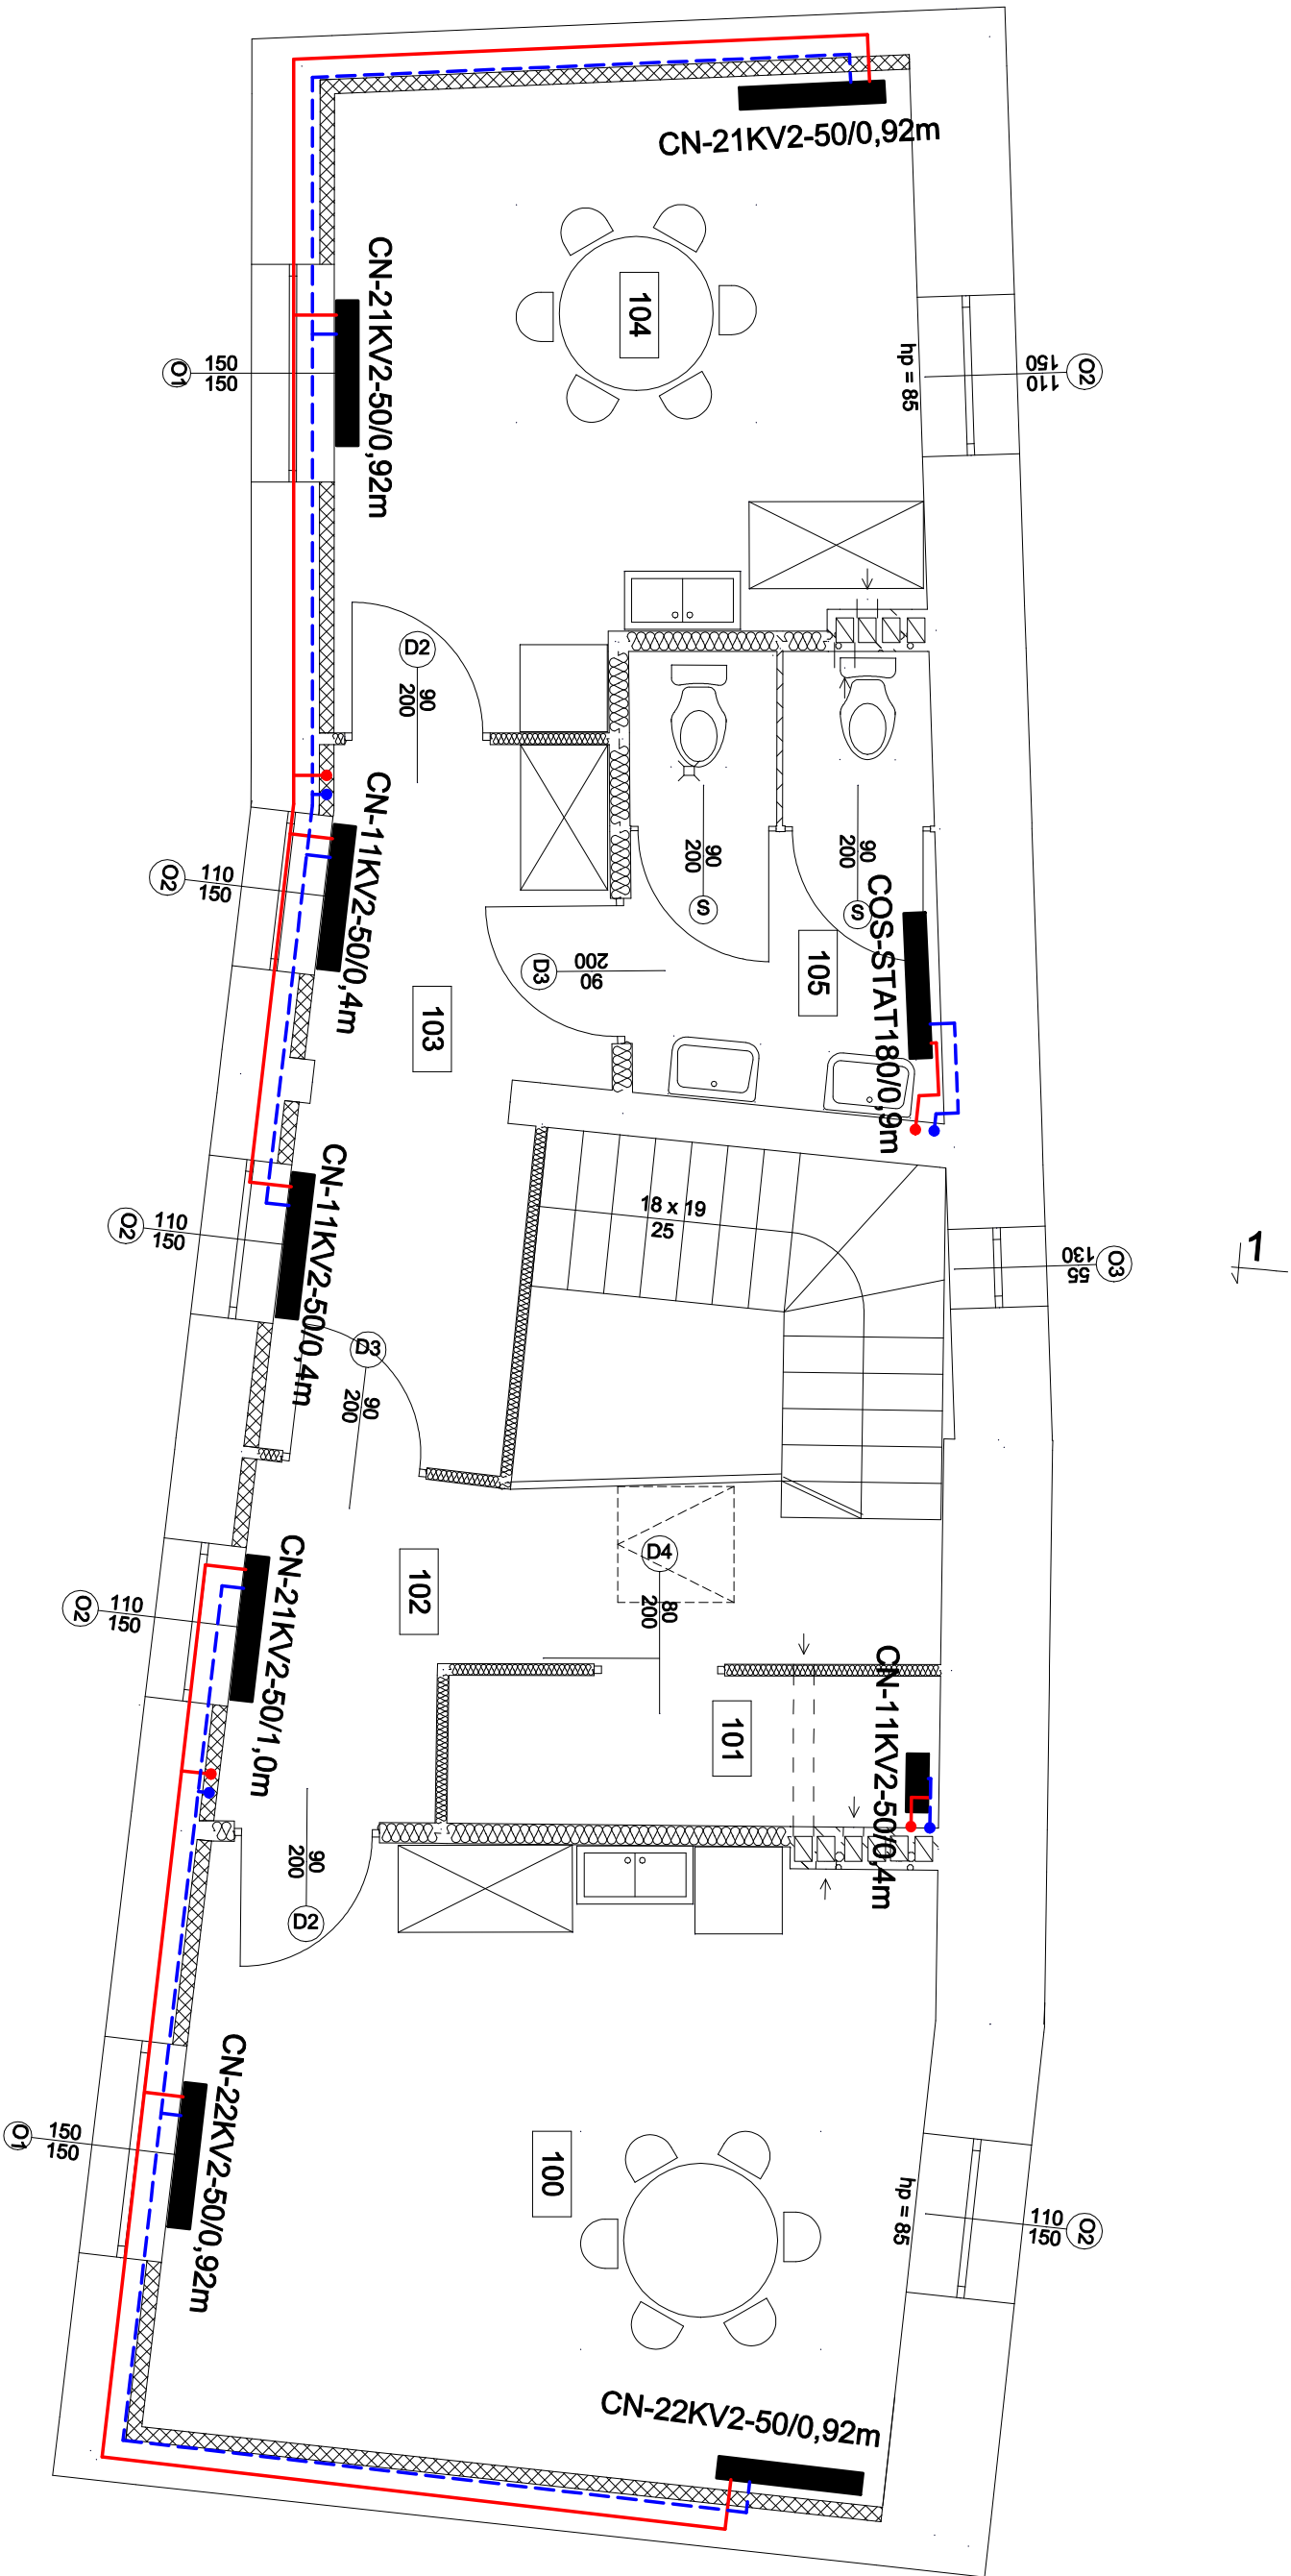 CN-21KV2-50/0,92m
CN-21KV2-50/0,92m
104
O1
150
150
hp = 85
150
110
O2
D2
90
200
CN-11KV2-50/0,4m
O2
110
150
90
200
S
90
200
S
COS-STAT180/0,9m
105
D3
90
200
103
CN-11KV2-50/0,4m
O2
110
150
18 x 19
25
130
55
O3
1
D3
90
200
CN-21KV2-50/1,0m
O2
110
150
102
D4
80
200
101
CN-11KV2-50/0,4m
90
200
D2
CN-22KV2-50/0,92m
O1
150
150
100
hp = 85
110
150
O2
CN-22KV2-50/0,92m